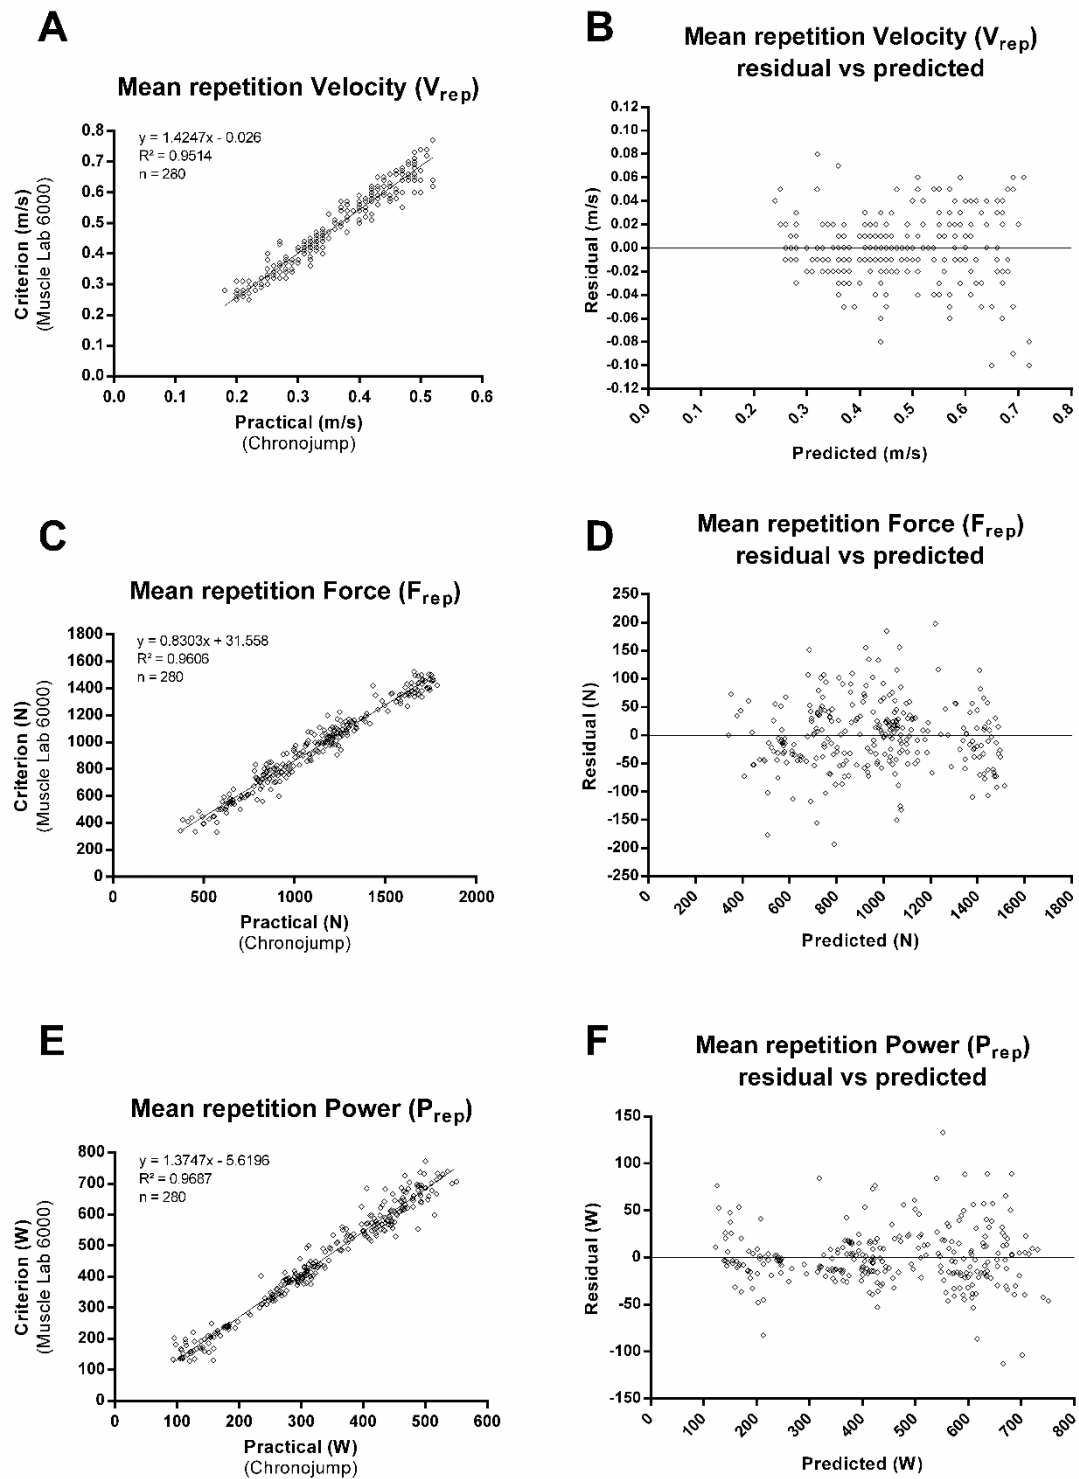 A
Mean repetition Velocity (Vrep)
y = 1.4247x - 0.026
R² = 0.9514
n = 280
Criterion (m/s)
(Muscle Lab 6000)
0.8
0.7
0.6
0.5
0.4
0.3
0.2
0.1
0.0
0.0 0.1 0.2 0.3 0.4 0.5 0.6
Practical (m/s)
(Chronojump)
B
Mean repetition Velocity (Vrep)
residual vs predicted
Residual (m/s)
0.12
0.10
0.08
0.06
0.04
0.02
0.00
-0.02
-0.04
-0.06
-0.08
-0.10
-0.12
0.0 0.1 0.2 0.3 0.4 0.5 0.6 0.7 0.8
Predicted (m/s)
C
Mean repetition Force (Frep)
y = 0.8303x + 31.558
R² = 0.9606
n = 280
Criterion (N)
(Muscle Lab 6000)
1800
1600
1400
1200
1000
800
600
400
200
0
0 500 1000 1500 2000
Practical (N)
(Chronojump)
D
Mean repetition Force (Frep)
residual vs predicted
Residual (N)
250
200
150
100
50
0
-50
-100
-150
-200
-250
0 200 400 600 800 1000 1200 1400 1600 1800
Predicted (N)
E
Mean repetition Power (Prep)
y = 1.3747x - 5.6196
R² = 0.9687
n = 280
Criterion (W)
(Muscle Lab 6000)
800
700
600
500
400
300
200
100
0
0 100 200 300 400 500 600
Practical (W)
(Chronojump)
F
Mean repetition Power (Prep)
residual vs predicted
Residual (W)
150
100
50
0
-50
-100
-150
0 100 200 300 400 500 600 700 800
Predicted (W)